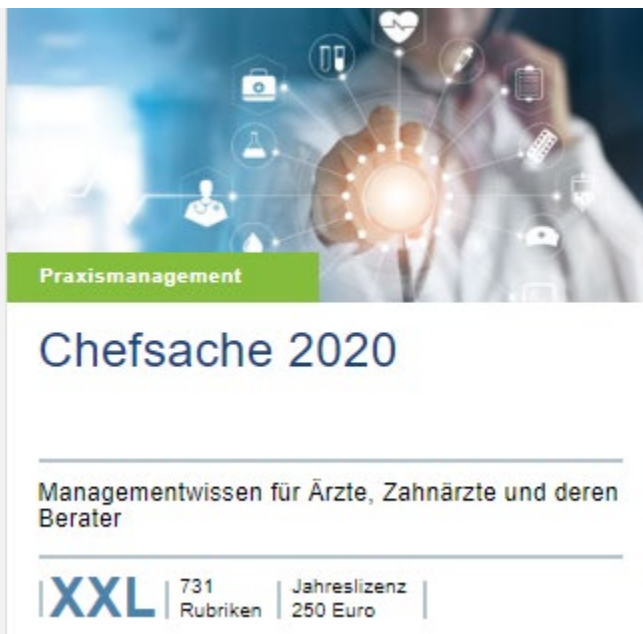 Praxismanagement
Chefsache 2020
Managementwissen für Ärzte, Zahnärzte und deren
Berater
XXL
731
Rubriken
Jahreslizenz
250 Euro